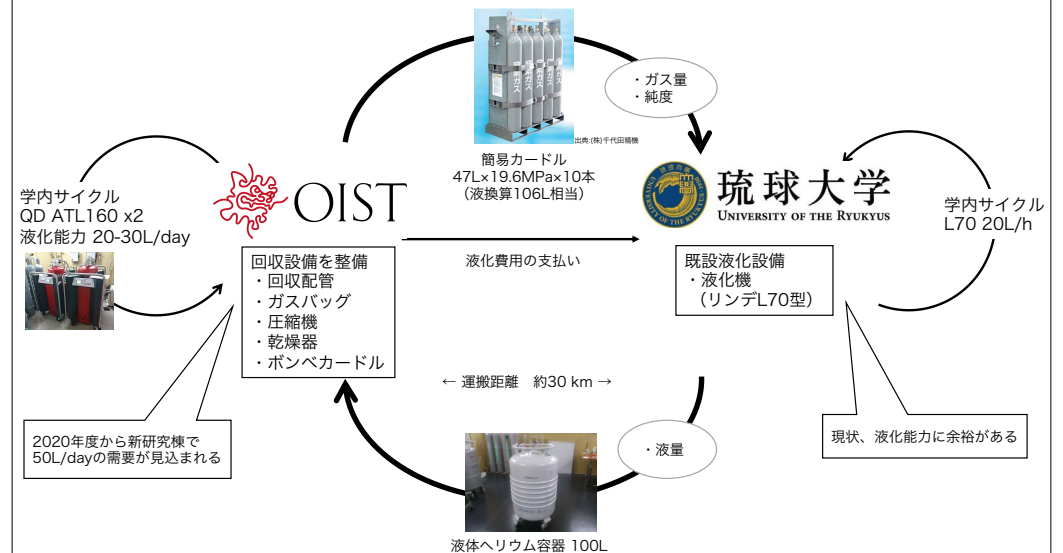 ・ガス量
・純度
出典:(株)千代田精機
簡易カードル
47L×19.6MPa×10本
（液換算106L相当）
学内サイクル
QD ATL160 x2
液化能力 20-30L/day
OIST
琉球大学
UNIVERSITY OF THE RYUKYUS
学内サイクル
L70 20L/h
液化費用の支払い
回収設備を整備
・回収配管
・ガスバッグ
・圧縮機
・乾燥器
・ボンベカードル
既設液化設備
・液化機
（リンデL70型）
← 運搬距離　約30 km →
2020年度から新研究棟で
50L/dayの需要が見込まれる
・液量
現状、液化能力に余裕がある
液体ヘリウム容器 100L